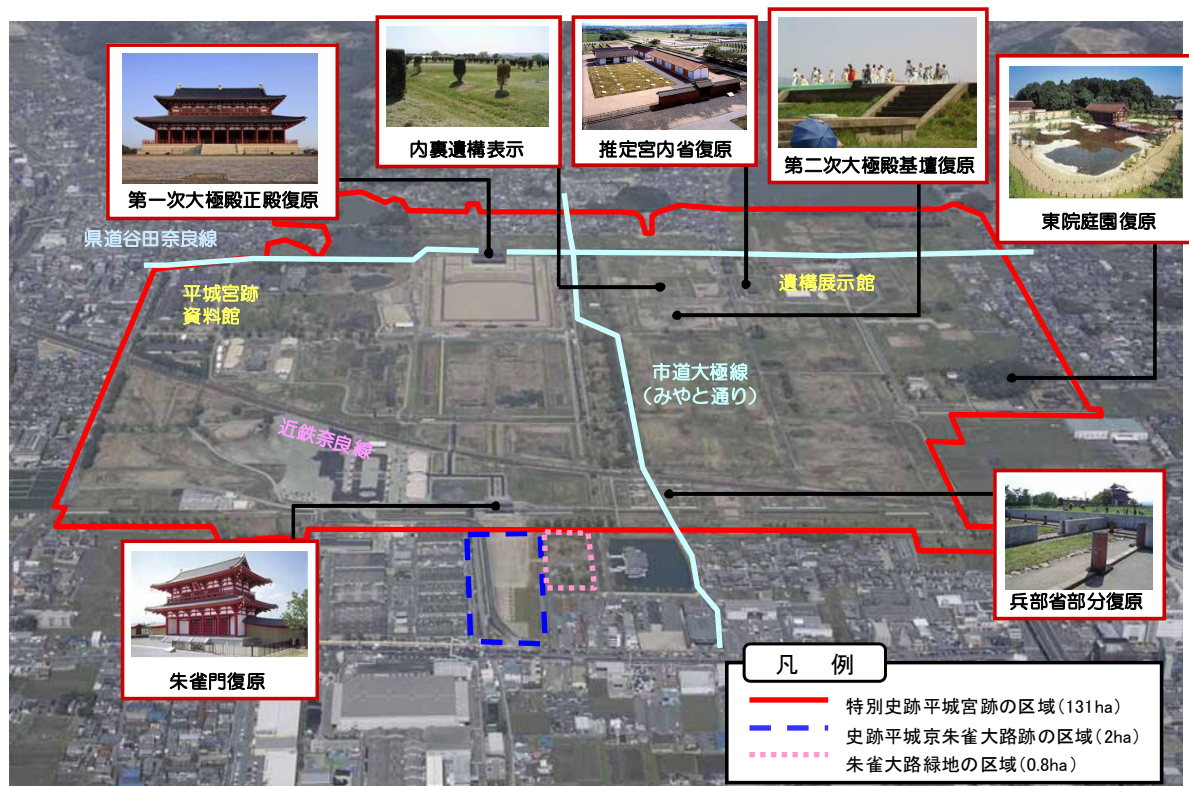 第一次大極殿正殿復原
内裏遺構表示
推定宮内省復原
第二次大極殿基壇復原
東院庭園復原
県道谷田奈良線
平城宮跡
資料館
遺構展示館
市道大極線
(みやと通り)
近鉄奈良線
兵部省部分復原
朱雀門復原
凡 例
特別史跡平城宮跡の区域(131ha)
史跡平城京朱雀大路跡の区域(2ha)
朱雀大路緑地の区域(0.8ha)